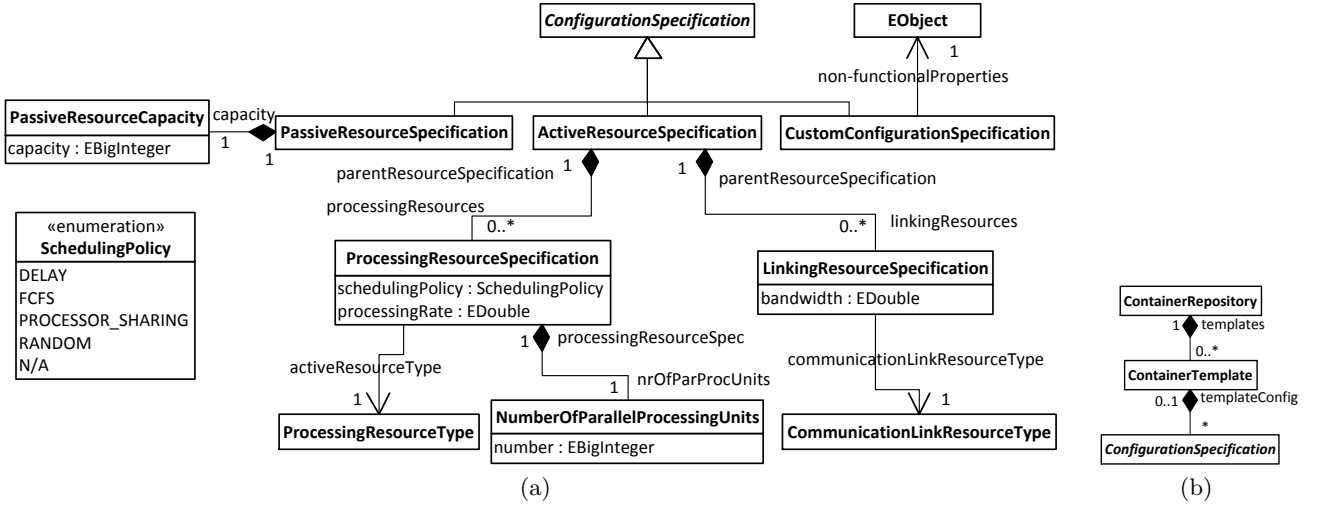 ConfigurationSpecification
EObject
1
non-functionalProperties
PassiveResourceCapacity
capacity : EBigInteger
capacity
1
1
PassiveResourceSpecification
ActiveResourceSpecification
CustomConfigurationSpecification
1
parentResourceSpecification
1
parentResourceSpecification
processingResources
0..*
linkingResources
0..*
«enumeration»
SchedulingPolicy
DELAY
FCFS
PROCESSOR_SHARING
RANDOM
N/A
ProcessingResourceSpecification
schedulingPolicy : SchedulingPolicy
processingRate : EDouble
LinkingResourceSpecification
bandwidth : EDouble
1
processingResourceSpec
activeResourceType
1
communicationLinkResourceType
1
nrOfParProcUnits
1
ProcessingResourceType
NumberOfParallelProcessingUnits
number : EBigInteger
CommunicationLinkResourceType
(a)
ContainerRepository
1
templates
0..*
ContainerTemplate
0..1
templateConfig
*
ConfigurationSpecification
(b)